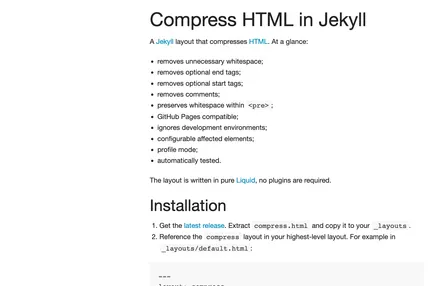 Compress HTML in Jekyll
A Jekyll layout that compresses HTML. At a glance:
• removes unnecessary whitespace;
• removes optional end tags;
• removes optional start tags;
• removes comments;
• preserves whitespace within <pre>;
• GitHub Pages compatible;
• ignores development environments;
• configurable affected elements;
• profile mode;
• automatically tested.
The layout is written in pure Liquid, no plugins are required.
Installation
1. Get the latest release. Extract compress.html and copy it to your _layouts.
2. Reference the compress layout in your highest-level layout. For example in
_layouts/default.html:
---
layout: compress